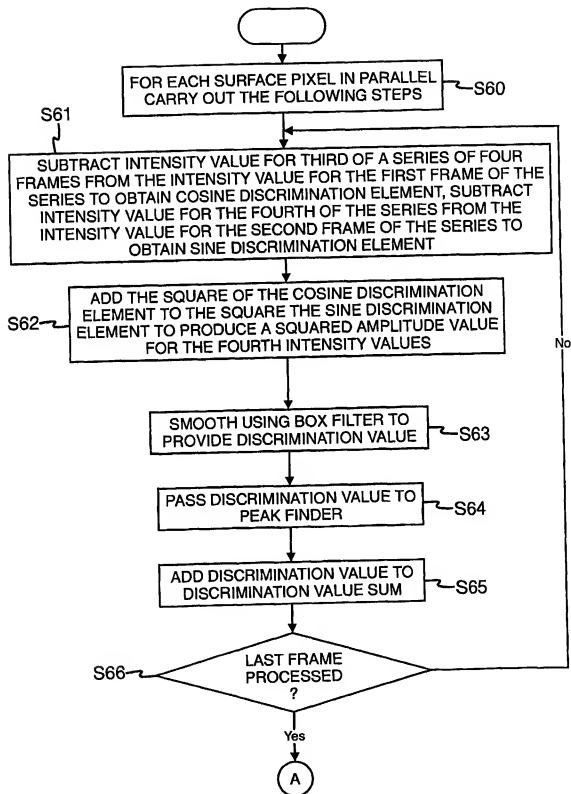 FOR EACH SURFACE PIXEL IN PARALLEL
CARRY OUT THE FOLLOWING STEPS
S60
S61
SUBTRACT INTENSITY VALUE FOR THIRD OF A SERIES OF FOUR
FRAMES FROM THE INTENSITY VALUE FOR THE FIRST FRAME OF THE
SERIES TO OBTAIN COSINE DISCRIMINATION ELEMENT, SUBTRACT
INTENSITY VALUE FOR THE FOURTH OF THE SERIES FROM THE
INTENSITY VALUE FOR THE SECOND FRAME OF THE SERIES TO
OBTAIN SINE DISCRIMINATION ELEMENT
ADD THE SQUARE OF THE COSINE DISCRIMINATION
ELEMENT TO THE SQUARE THE SINE DISCRIMINATION
ELEMENT TO PRODUCE A SQUARED AMPLITUDE VALUE
FOR THE FOURTH INTENSITY VALUES
S62
No
SMOOTH USING BOX FILTER TO
PROVIDE DISCRIMINATION VALUE
S63
PASS DISCRIMINATION VALUE TO
PEAK FINDER
S64
ADD DISCRIMINATION VALUE TO
DISCRIMINATION VALUE SUM
S65
S66
LAST FRAME
PROCESSED
?
Yes
A